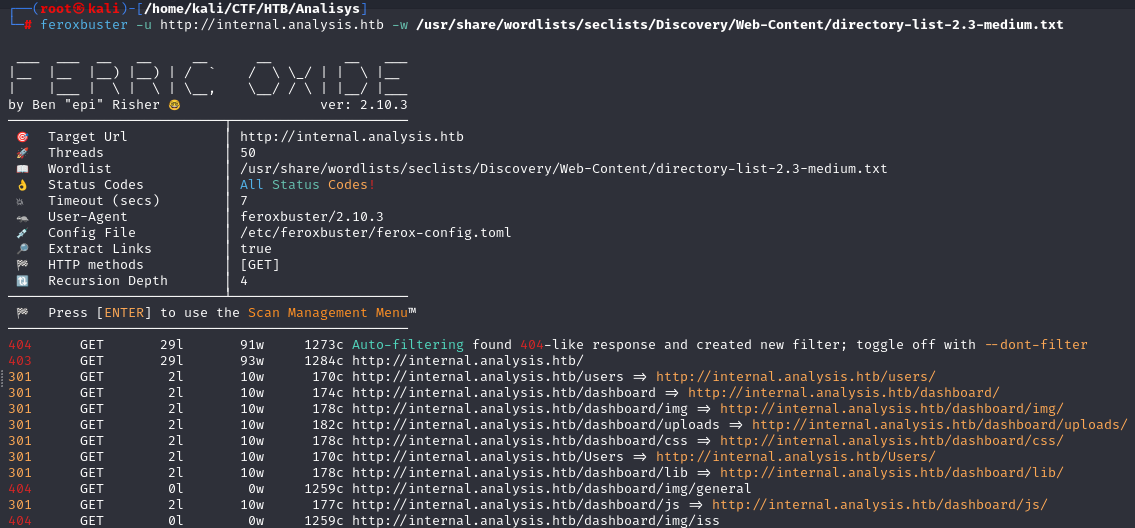 (root㉿kali)-[/home/kali/CTF/HTB/Analisys]
# feroxbuster -u http://internal.analysis.htb -w /usr/share/wordlists/seclists/Discovery/Web-Content/directory-list-2.3-medium.txt
FERRIC OXIDE
by Ben "epi" Risher 🤓 ver: 2.10.3
🎯 Target Url │ http://internal.analysis.htb
🚀 Threads │ 50
📖 Wordlist │ /usr/share/wordlists/seclists/Discovery/Web-Content/directory-list-2.3-medium.txt
👌 Status Codes │ All Status Codes!
💥 Timeout (secs) │ 7
🦡 User-Agent │ feroxbuster/2.10.3
💉 Config File │ /etc/feroxbuster/ferox-config.toml
🔎 Extract Links │ true
🏁 HTTP methods │ [GET]
🔃 Recursion Depth │ 4
🏁 Press [ENTER] to use the Scan Management Menu™
404 GET 29l 91w 1273c Auto-filtering found 404-like response and created new filter; toggle off with --dont-filter
403 GET 29l 93w 1284c http://internal.analysis.htb/
301 GET 2l 10w 170c http://internal.analysis.htb/users => http://internal.analysis.htb/users/
301 GET 2l 10w 174c http://internal.analysis.htb/dashboard => http://internal.analysis.htb/dashboard/
301 GET 2l 10w 178c http://internal.analysis.htb/dashboard/img => http://internal.analysis.htb/dashboard/img/
301 GET 2l 10w 182c http://internal.analysis.htb/dashboard/uploads => http://internal.analysis.htb/dashboard/uploads/
301 GET 2l 10w 178c http://internal.analysis.htb/dashboard/css => http://internal.analysis.htb/dashboard/css/
301 GET 2l 10w 170c http://internal.analysis.htb/Users => http://internal.analysis.htb/Users/
301 GET 2l 10w 178c http://internal.analysis.htb/dashboard/lib => http://internal.analysis.htb/dashboard/lib/
404 GET 0l 0w 1259c http://internal.analysis.htb/dashboard/img/general
301 GET 2l 10w 177c http://internal.analysis.htb/dashboard/js => http://internal.analysis.htb/dashboard/js/
404 GET 0l 0w 1259c http://internal.analysis.htb/dashboard/img/iss